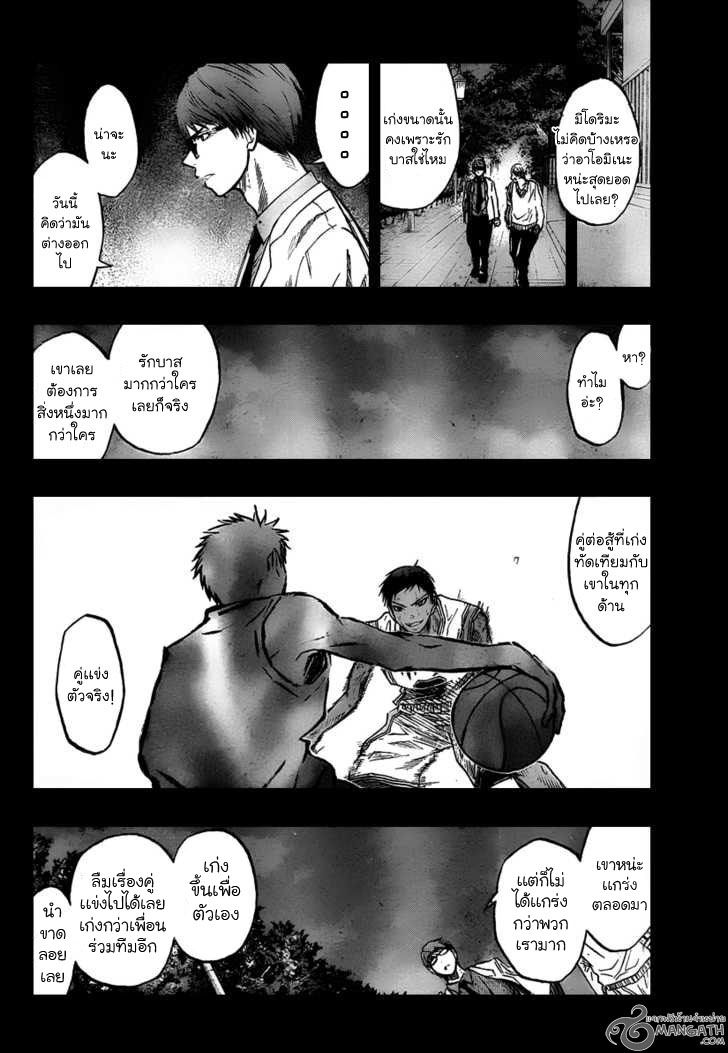 มิโดริมะ
ไม่คิดบ้างเหรอ
ว่าอาโอมิเนะ
หน่ะสุดยอด
ไปเลย?
เก่งขนาดนั้น
คงเพราะรัก
บาสใช่ไหม
น่าจะ
นะ
วันนี้
คิดว่ามัน
ต่างออก
ไป
หา?
ทำไม
อ่ะ?
รักบาส
มากกว่าใคร
เลยก็จริง
เขาเลย
ต้องการ
สิ่งหนึ่งมาก
กว่าใคร
คู่ต่อสู้ที่เก่ง
ทัดเทียมกับ
เขาในทุก
ด้าน
คู่แข่ง
ตัวจริง!
เขาหน่ะ
แกร่ง
ตลอดมา
แต่ก็ไม่
ได้แกร่ง
กว่าพวก
เรามาก
เก่ง
ขึ้นเพื่อ
ตัวเอง
ลืมเรื่องคู่
แข่งไปได้เลย
เก่งกว่าเพื่อน
ร่วมทีมอีก
นำ
ขาด
ลอย
เลย
MANGATH
.COM